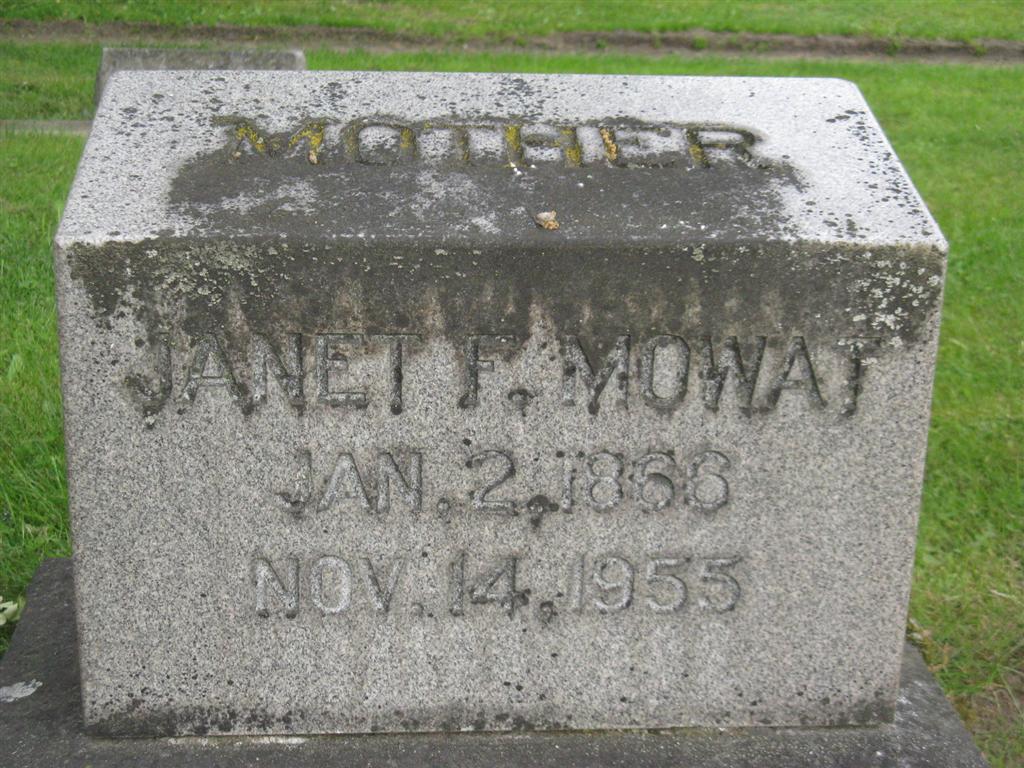 MOTHER
JANET F. MOWAT
JAN. 2, 1866
NOV. 14, 1955